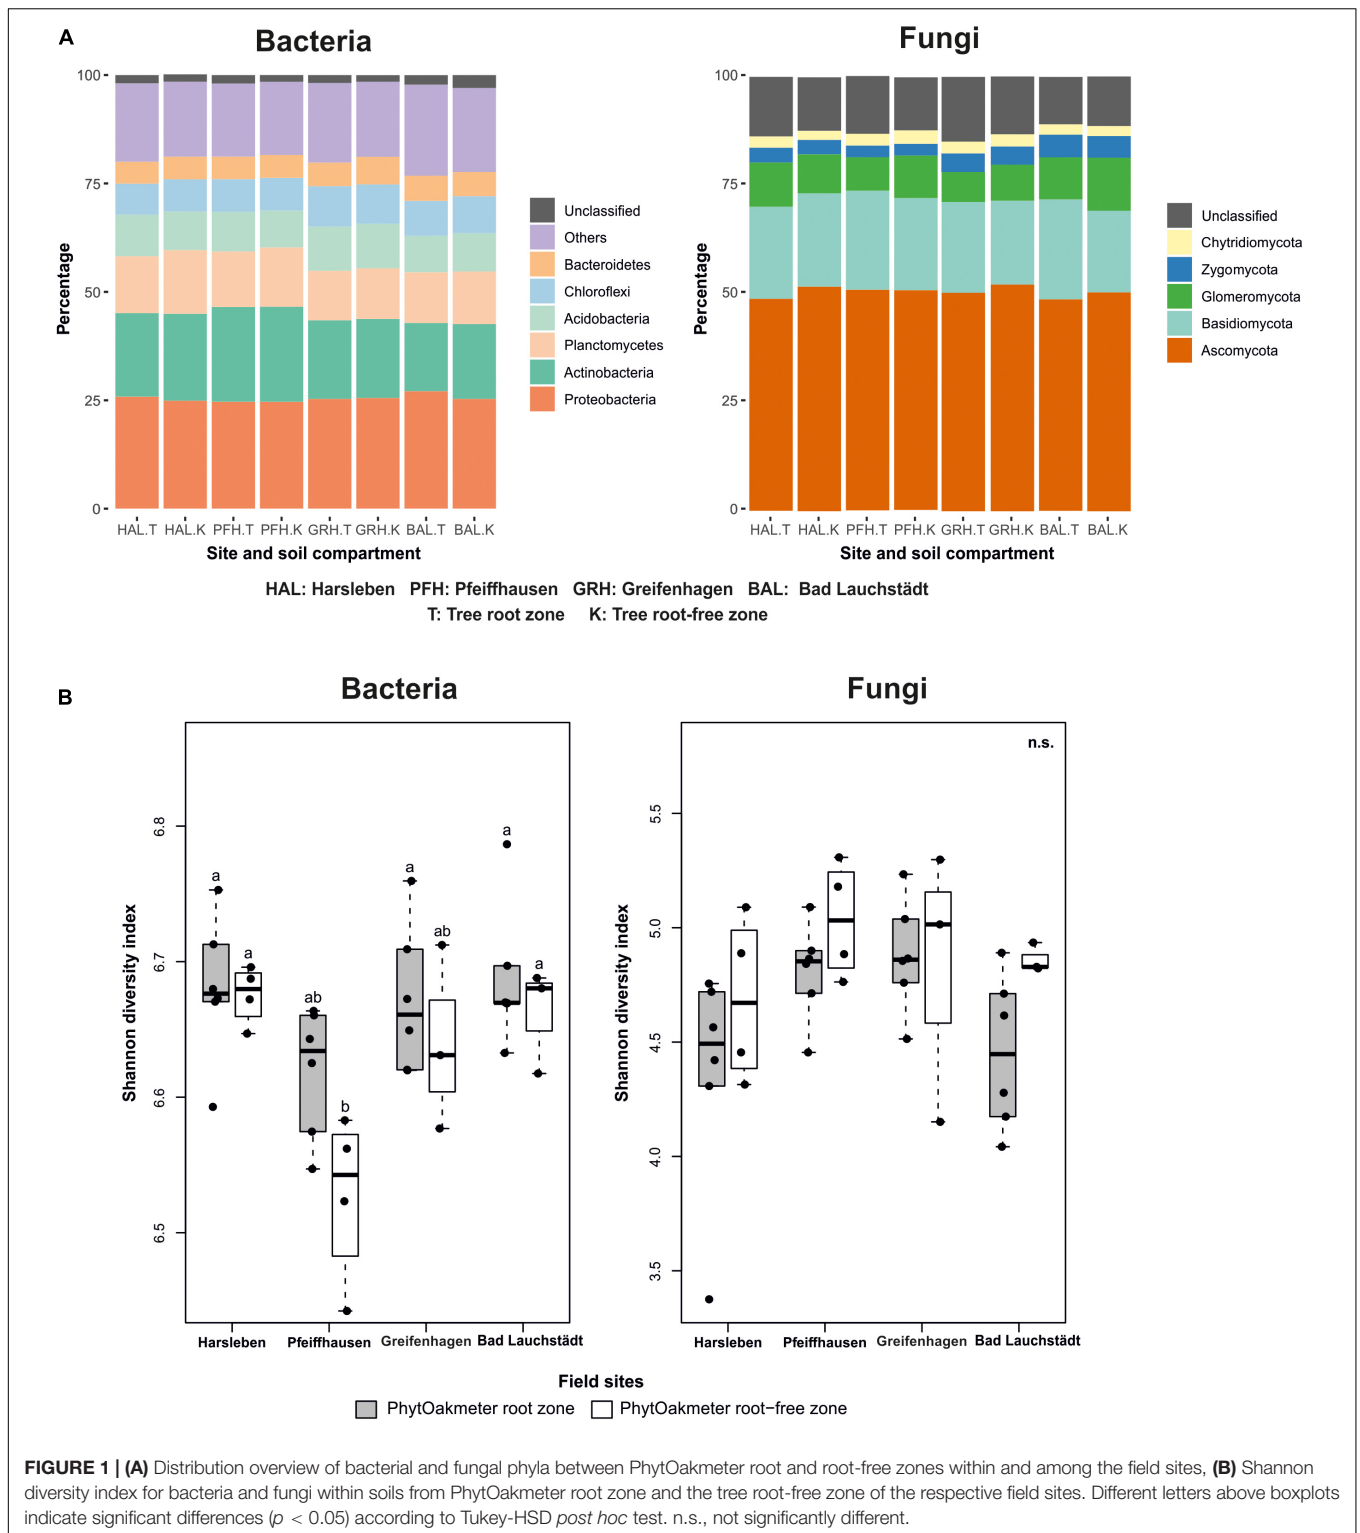 A
Bacteria
Fungi
100
75
50
25
0
Percentage
HAL.T HAL.K PFH.T PFH.K GRH.T GRH.K BAL.T BAL.K
Site and soil compartment
Unclassified
Others
Bacteroidetes
Chloroflexi
Acidobacteria
Planctomycetes
Actinobacteria
Proteobacteria
100
75
50
25
0
Percentage
HAL.T HAL.K PFH.T PFH.K GRH.T GRH.K BAL.T BAL.K
Site and soil compartment
Unclassified
Chytridiomycota
Zygomycota
Glomeromycota
Basidiomycota
Ascomycota
HAL: Harsleben PFH: Pfeiffhausen GRH: Greifenhagen BAL: Bad Lauchstädt
T: Tree root zone K: Tree root-free zone
B
Bacteria
Fungi
Shannon diversity index
6.8
6.7
6.6
6.5
a
a
ab
b
a
ab
a
a
Harsleben Pfeiffhausen Greifenhagen Bad Lauchstädt
Shannon diversity index
5.5
5.0
4.5
4.0
3.5
n.s.
Harsleben Pfeiffhausen Greifenhagen Bad Lauchstädt
Field sites
PhytOakmeter root zone PhytOakmeter root−free zone
FIGURE 1 | (A) Distribution overview of bacterial and fungal phyla between PhytOakmeter root and root-free zones within and among the field sites, (B) Shannon
diversity index for bacteria and fungi within soils from PhytOakmeter root zone and the tree root-free zone of the respective field sites. Different letters above boxplots
indicate significant differences (p < 0.05) according to Tukey-HSD post hoc test. n.s., not significantly different.